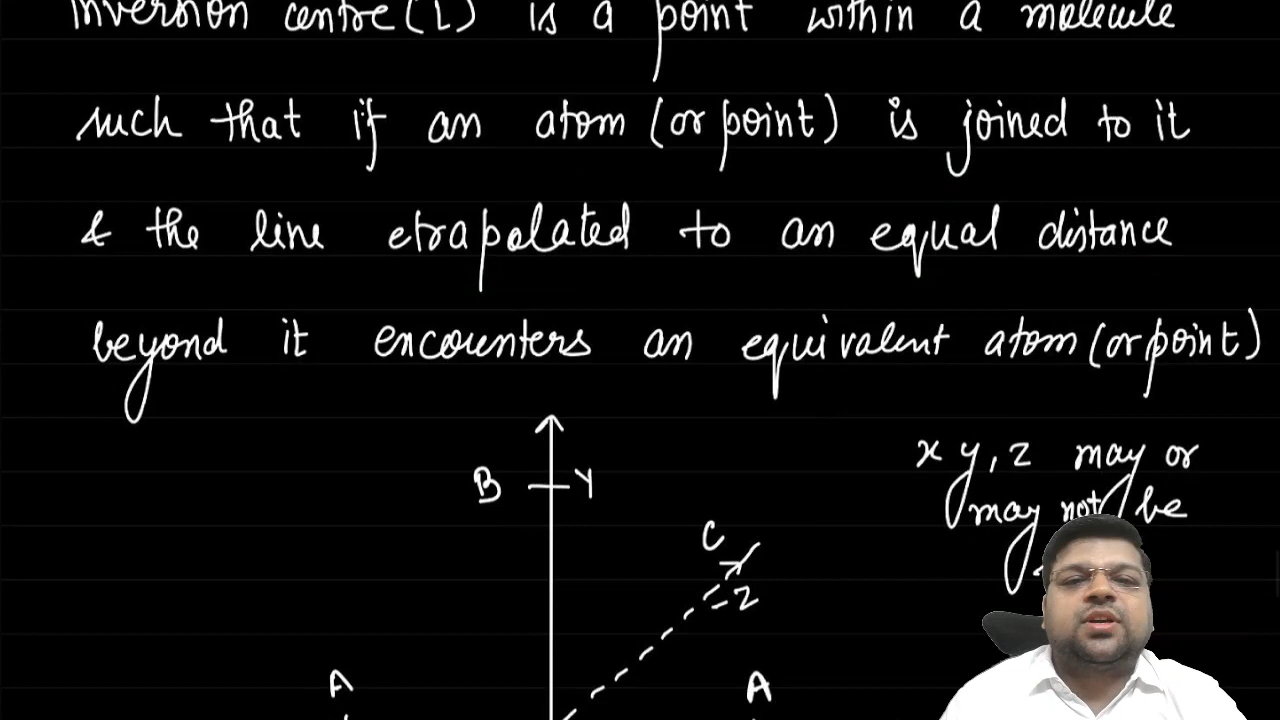 inversion centre (i) is a point within a molecule
such that if an atom (or point) is joined to it
& the line etrapolated to an equal distance
beyond it encounters an equivalent atom (or point)
x y, z may or
may not be
B Y
C
-z
A A